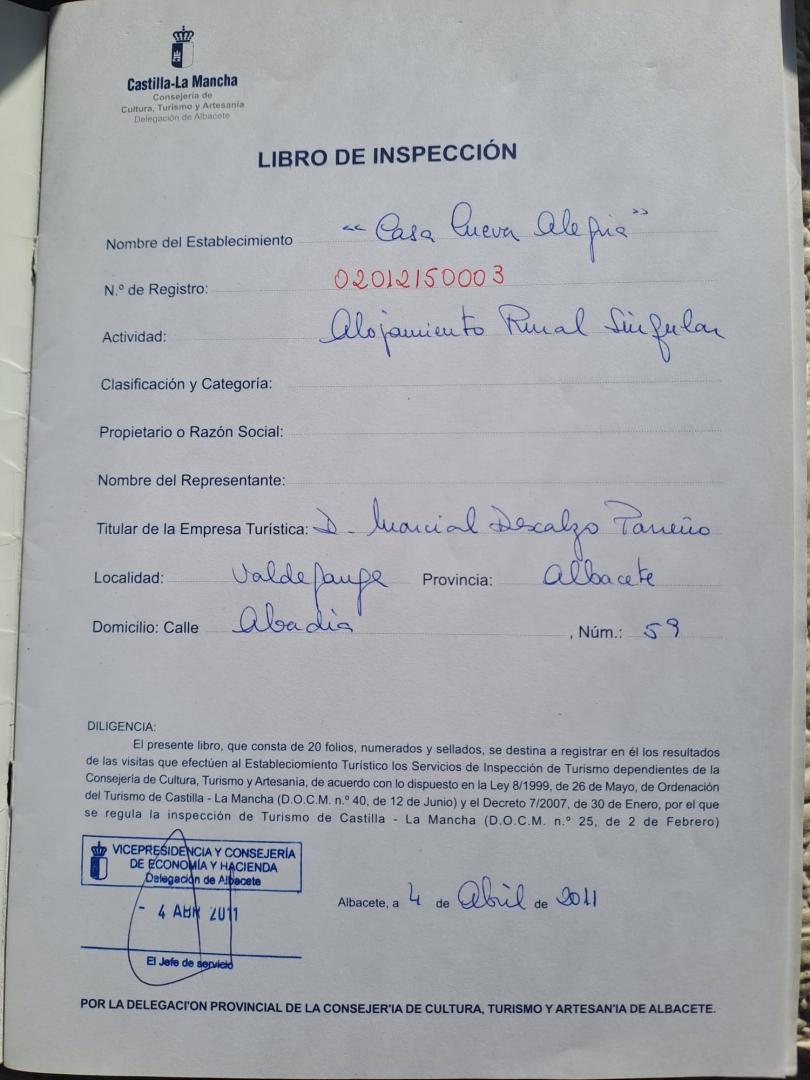 Castilla-La Mancha
Consejería de
Cultura, Turismo y Artesanía
Delegación de Albacete
LIBRO DE INSPECCIÓN
Nombre del Establecimiento “Casa Cueva Alegria”
N.º de Registro: 02012150003
Actividad: Alojamiento Rural Singular
Clasificación y Categoría:
Propietario o Razón Social:
Nombre del Representante:
Titular de la Empresa Turística: D. Marcial Descalzo Parreño
Localidad: Valdeganga Provincia: Albacete
Domicilio: Calle Abadia , Núm.: 59
DILIGENCIA:
El presente libro, que consta de 20 folios, numerados y sellados, se destina a registrar en él los resultados
de las visitas que efectúen al Estableciomiento Turístico los Servicios de Inspección de Turismo dependientes de la
Consejería de Cultura, Turismo y Artesanía, de acuerdo con lo dispuesto en la Ley 8/1999, de 26 de Mayo, de Ordenación
del Turismo de Castilla - La Mancha (D.O.C.M. n.º 40, de 12 de Junio) y el Decreto 7/2007, de 30 de Enero, por el que
se regula la inspección de Turismo de Castilla - La Mancha (D.O.C.M. n.º 25, de 2 de Febrero)
VICEPRESIDENCIA Y CONSEJERÍA
DE ECONOMÍA Y HACIENDA
Delegación de Albacete
- 4 ABR 2011
El Jefe de servicio
Albacete, a 4 de Abril de 2011
POR LA DELEGACI'ON PROVINCIAL DE LA CONSEJER'IA DE CULTURA, TURISMO Y ARTESAN'IA DE ALBACETE.